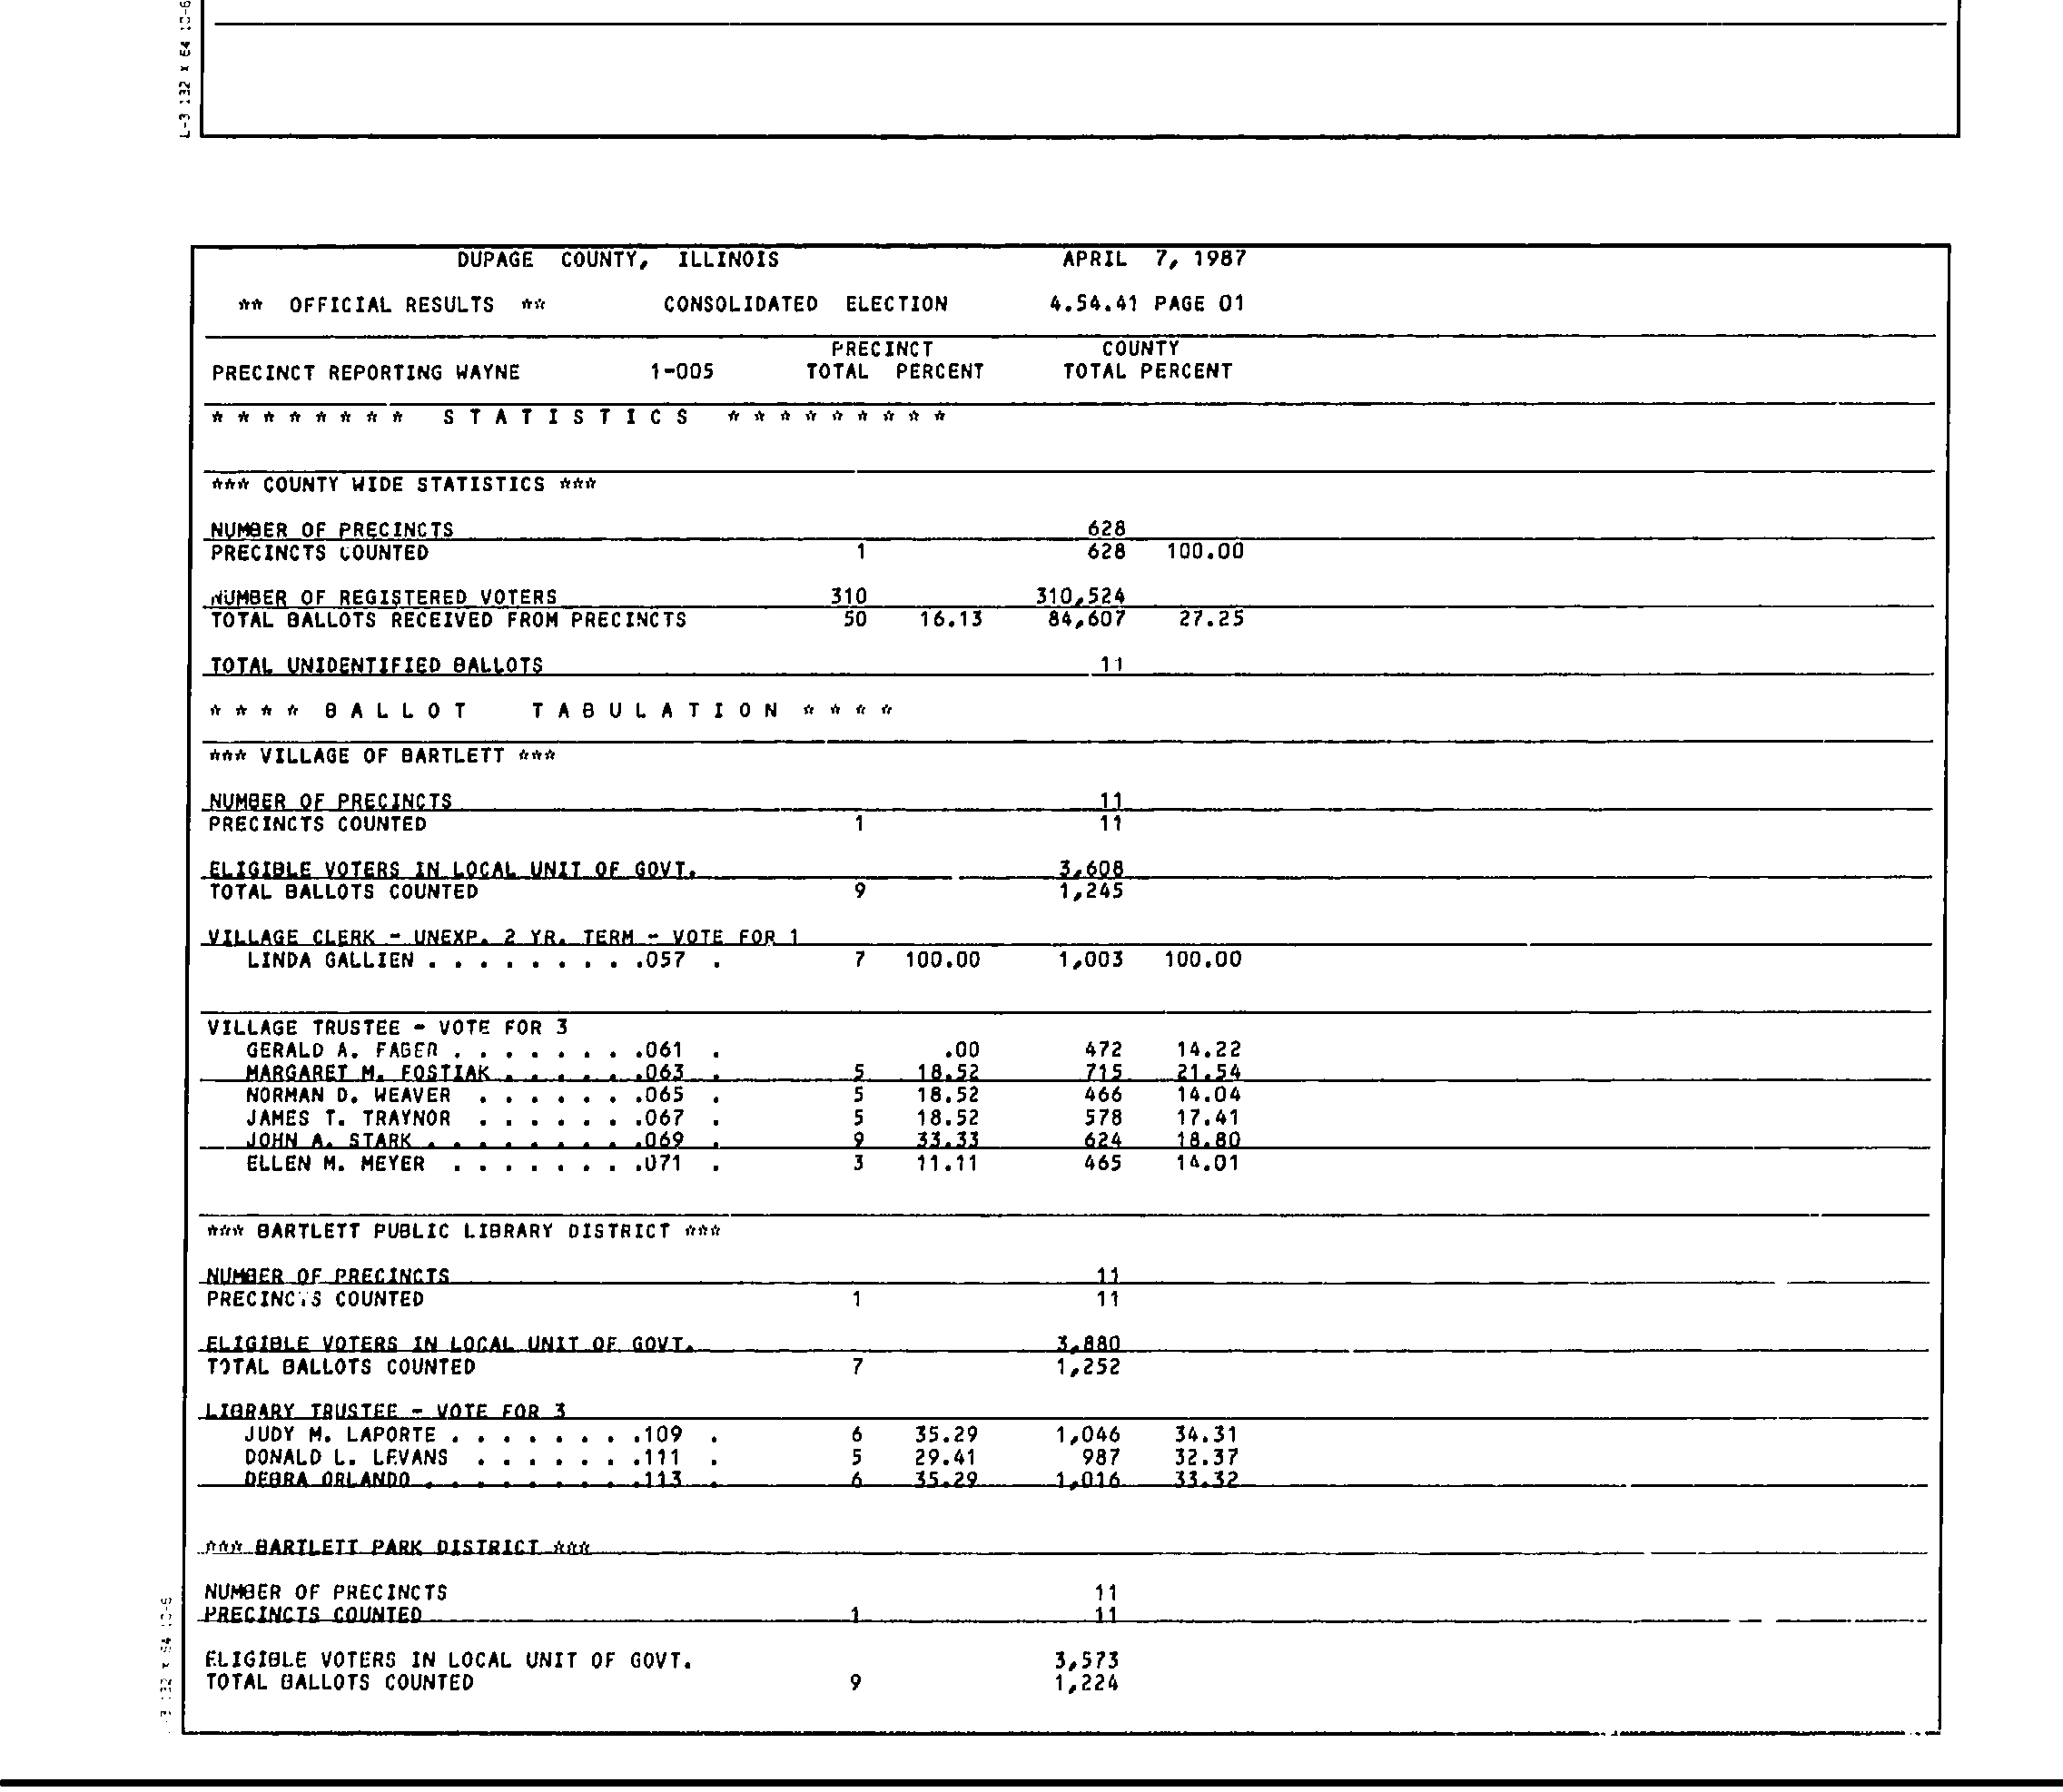 L-3 132 X 64 10-6
DUPAGE COUNTY, ILLINOIS APRIL 7, 1987
** OFFICIAL RESULTS ** CONSOLIDATED ELECTION 4.54.41 PAGE 01
PRECINCT COUNTY
PRECINCT REPORTING WAYNE 1-005 TOTAL PERCENT TOTAL PERCENT
* * * * * * * * S T A T I S T I C S * * * * * * * * *
*** COUNTY WIDE STATISTICS ***
NUMBER OF PRECINCTS 628
PRECINCTS COUNTED 1 628 100.00
NUMBER OF REGISTERED VOTERS 310 310,524
TOTAL BALLOTS RECEIVED FROM PRECINCTS 50 16.13 84,607 27.25
TOTAL UNIDENTIFIED BALLOTS 11
* * * * B A L L O T T A B U L A T I O N * * * *
*** VILLAGE OF BARTLETT ***
NUMBER OF PRECINCTS 11
PRECINCTS COUNTED 1 11
ELIGIBLE VOTERS IN LOCAL UNIT OF GOVT. 3,608
TOTAL BALLOTS COUNTED 9 1,245
VILLAGE CLERK - UNEXP. 2 YR. TERM - VOTE FOR 1
LINDA GALLIEN . . . . . . . . .057 . 7 100.00 1,003 100.00
VILLAGE TRUSTEE - VOTE FOR 3
GERALD A. FAGER . . . . . . . .061 . .00 472 14.22
MARGARET M. FOSTIAK . . . . . .063 . 5 18.52 715 21.54
NORMAN D. WEAVER . . . . . . .065 . 5 18.52 466 14.04
JAMES T. TRAYNOR . . . . . . .067 . 5 18.52 578 17.41
JOHN A. STARK . . . . . . . . .069 . 9 33.33 624 18.80
ELLEN M. MEYER . . . . . . . .071 . 3 11.11 465 14.01
*** BARTLETT PUBLIC LIBRARY DISTRICT ***
NUMBER OF PRECINCTS 11
PRECINCTS COUNTED 1 11
ELIGIBLE VOTERS IN LOCAL UNIT OF GOVT. 3,880
TOTAL BALLOTS COUNTED 7 1,252
LIBRARY TRUSTEE - VOTE FOR 3
JUDY M. LAPORTE . . . . . . . .109 . 6 35.29 1,046 34.31
DONALD L. LEVANS . . . . . . .111 . 5 29.41 987 32.37
DEBRA ORLANDO . . . . . . . . .113 . 6 35.29 1,016 33.32
*** BARTLETT PARK DISTRICT ***
NUMBER OF PRECINCTS 11
PRECINCTS COUNTED 1 11
ELIGIBLE VOTERS IN LOCAL UNIT OF GOVT. 3,573
TOTAL BALLOTS COUNTED 9 1,224